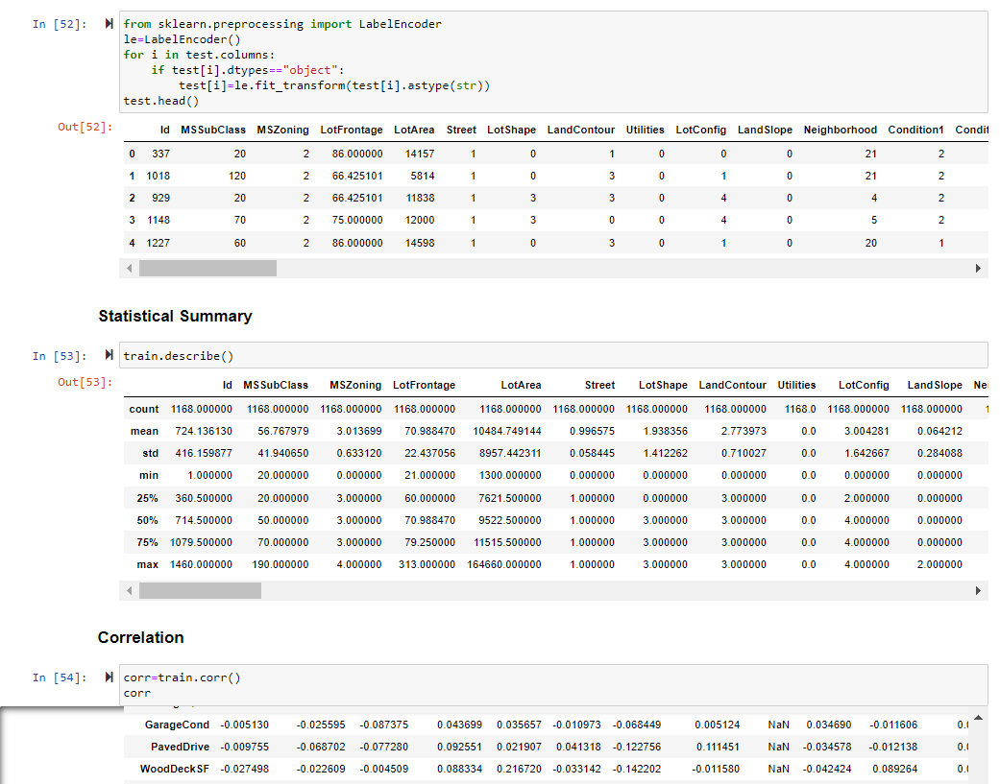 In [52]:
from sklearn.preprocessing import LabelEncoder
le=LabelEncoder()
for i in test.columns:
    if test[i].dtypes=="object":
        test[i]=le.fit_transform(test[i].astype(str))
test.head()
Out[52]:
Id MSSubClass MSZoning LotFrontage LotArea Street LotShape LandContour Utilities LotConfig LandSlope Neighborhood Condition1 Condit
0 337 20 2 86.000000 14157 1 0 1 0 0 0 21 2
1 1018 120 2 66.425101 5814 1 0 3 0 1 0 21 2
2 929 20 2 66.425101 11838 1 3 3 0 4 0 4 2
3 1148 70 2 75.000000 12000 1 3 0 0 4 0 5 2
4 1227 60 2 86.000000 14598 1 0 3 0 1 0 20 1
Statistical Summary
In [53]:
train.describe()
Out[53]:
Id MSSubClass MSZoning LotFrontage LotArea Street LotShape LandContour Utilities LotConfig LandSlope Nei
count 1168.000000 1168.000000 1168.000000 1168.000000 1168.000000 1168.000000 1168.000000 1168.000000 1168.0 1168.000000 1168.000000 1
mean 724.136130 56.767979 3.013699 70.988470 10484.749144 0.996575 1.938356 2.773973 0.0 3.004281 0.064212
std 416.159877 41.940650 0.633120 22.437056 8957.442311 0.058445 1.412262 0.710027 0.0 1.642667 0.284088
min 1.000000 20.000000 0.000000 21.000000 1300.000000 0.000000 0.000000 0.000000 0.0 0.000000 0.000000
25% 360.500000 20.000000 3.000000 60.000000 7621.500000 1.000000 0.000000 3.000000 0.0 2.000000 0.000000
50% 714.500000 50.000000 3.000000 70.988470 9522.500000 1.000000 3.000000 3.000000 0.0 4.000000 0.000000
75% 1079.500000 70.000000 3.000000 79.250000 11515.500000 1.000000 3.000000 3.000000 0.0 4.000000 0.000000
max 1460.000000 190.000000 4.000000 313.000000 164660.000000 1.000000 3.000000 3.000000 0.0 4.000000 2.000000
Correlation
In [54]:
corr=train.corr()
corr
GarageCond -0.005130 -0.025595 -0.087375 0.043699 0.035657 -0.010973 -0.068449 0.005124 NaN 0.034690 -0.011606 0.0
PavedDrive -0.009755 -0.068702 -0.077280 0.092551 0.021907 0.041318 -0.122756 0.111451 NaN -0.034578 -0.012138 0.0
WoodDeckSF -0.027498 -0.022609 -0.004509 0.088334 0.216720 -0.033142 -0.142202 -0.011580 NaN -0.042424 0.089264 0.0